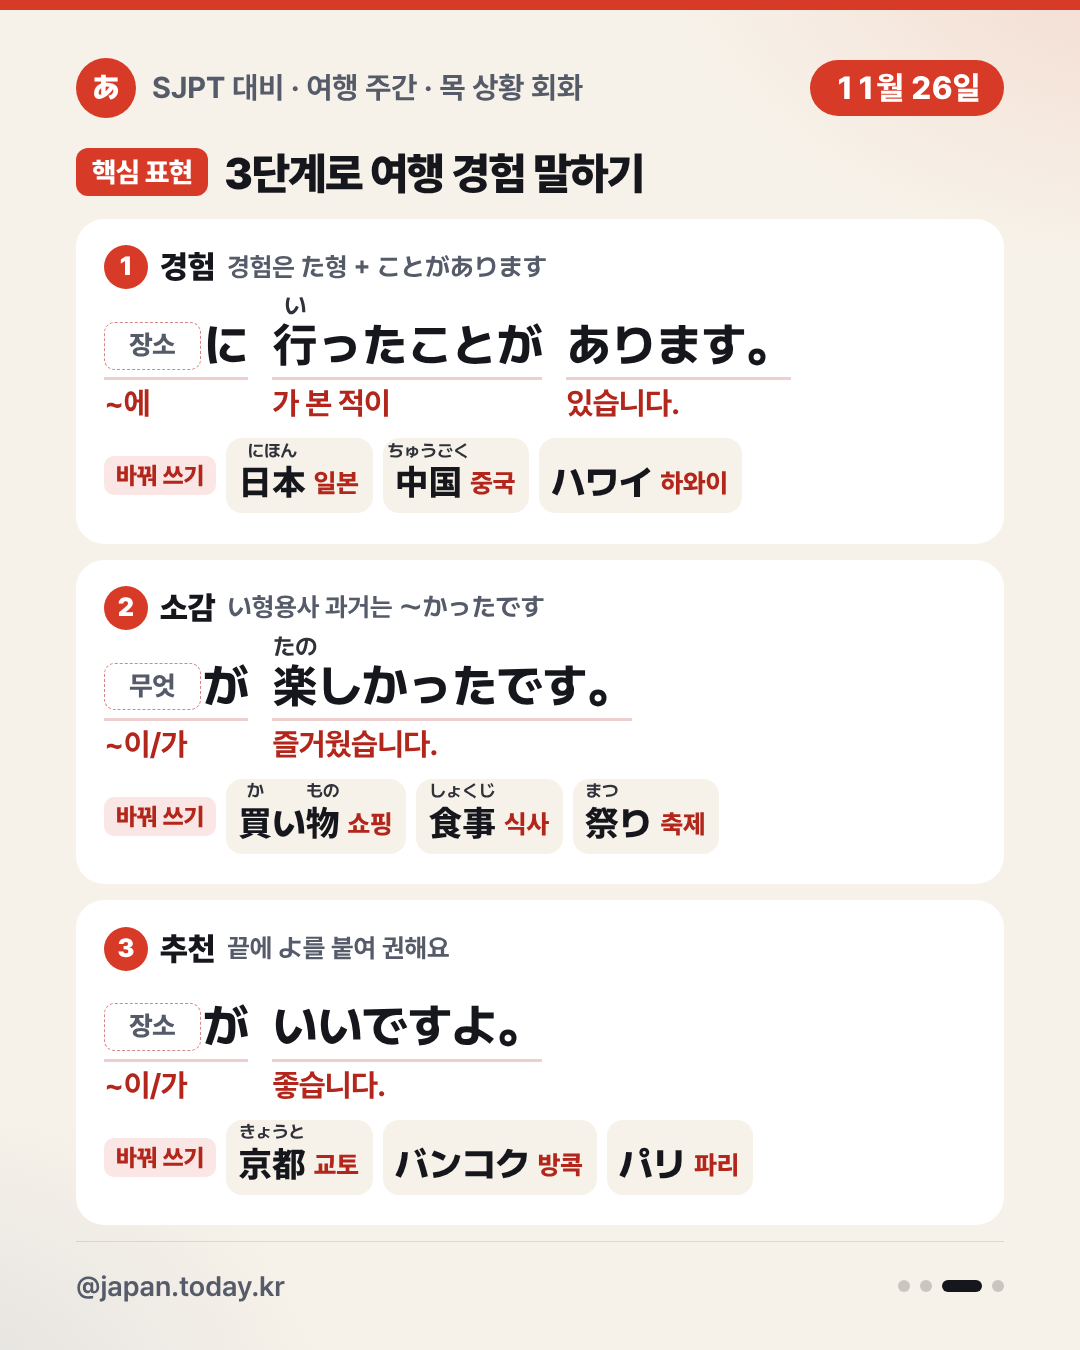 あ SJPT 대비 · 여행 주간 · 목 상황 회화 11월 26일
핵심 표현 3단계로 여행 경험 말하기
1 경험 경험은 た형 + ことがあります
い
장소 に 行ったことが あります。
~에 가 본 적이 있습니다.
にほん ちゅうごく
바꿔 쓰기 日本 일본 中国 중국 ハワイ 하와이
2 소감 い형용사 과거는 〜かったです
たの
무엇 が 楽しかったです。
~이/가 즐거웠습니다.
か もの しょくじ まつ
바꿔 쓰기 買い物 쇼핑 食事 식사 祭り 축제
3 추천 끝에 よ를 붙여 권해요
장소 が いいですよ。
~이/가 좋습니다.
きょうと
바꿔 쓰기 京都 교토 バンコク 방콕 パリ 파리
@japan.today.kr